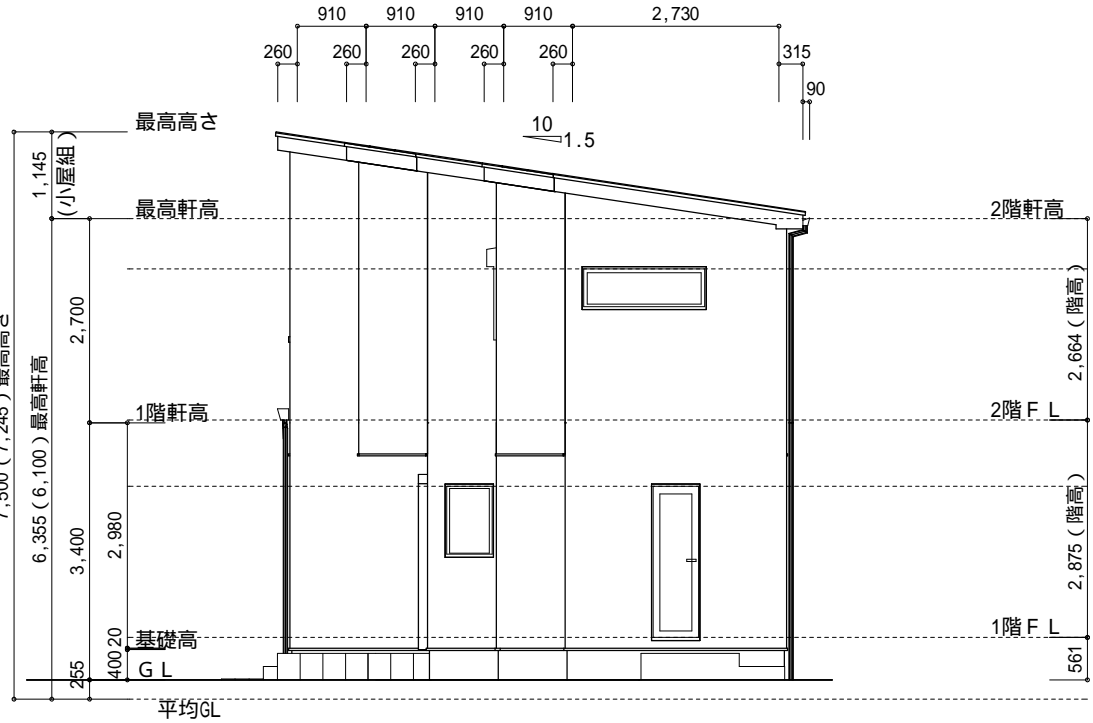 910 910 910 910 2,730
260 260 260 260 260 315
90
最高高さ
10
1.5
1,145
(小屋組)
最高軒高
2階軒高
2,700
2,664(階高)
7,500(7,245)最高高さ
6,355(6,100)最高軒高
1階軒高
2階FL
3,400
2,980
2,875(階高)
基礎高
1階FL
20
400
GL
255
561
平均GL